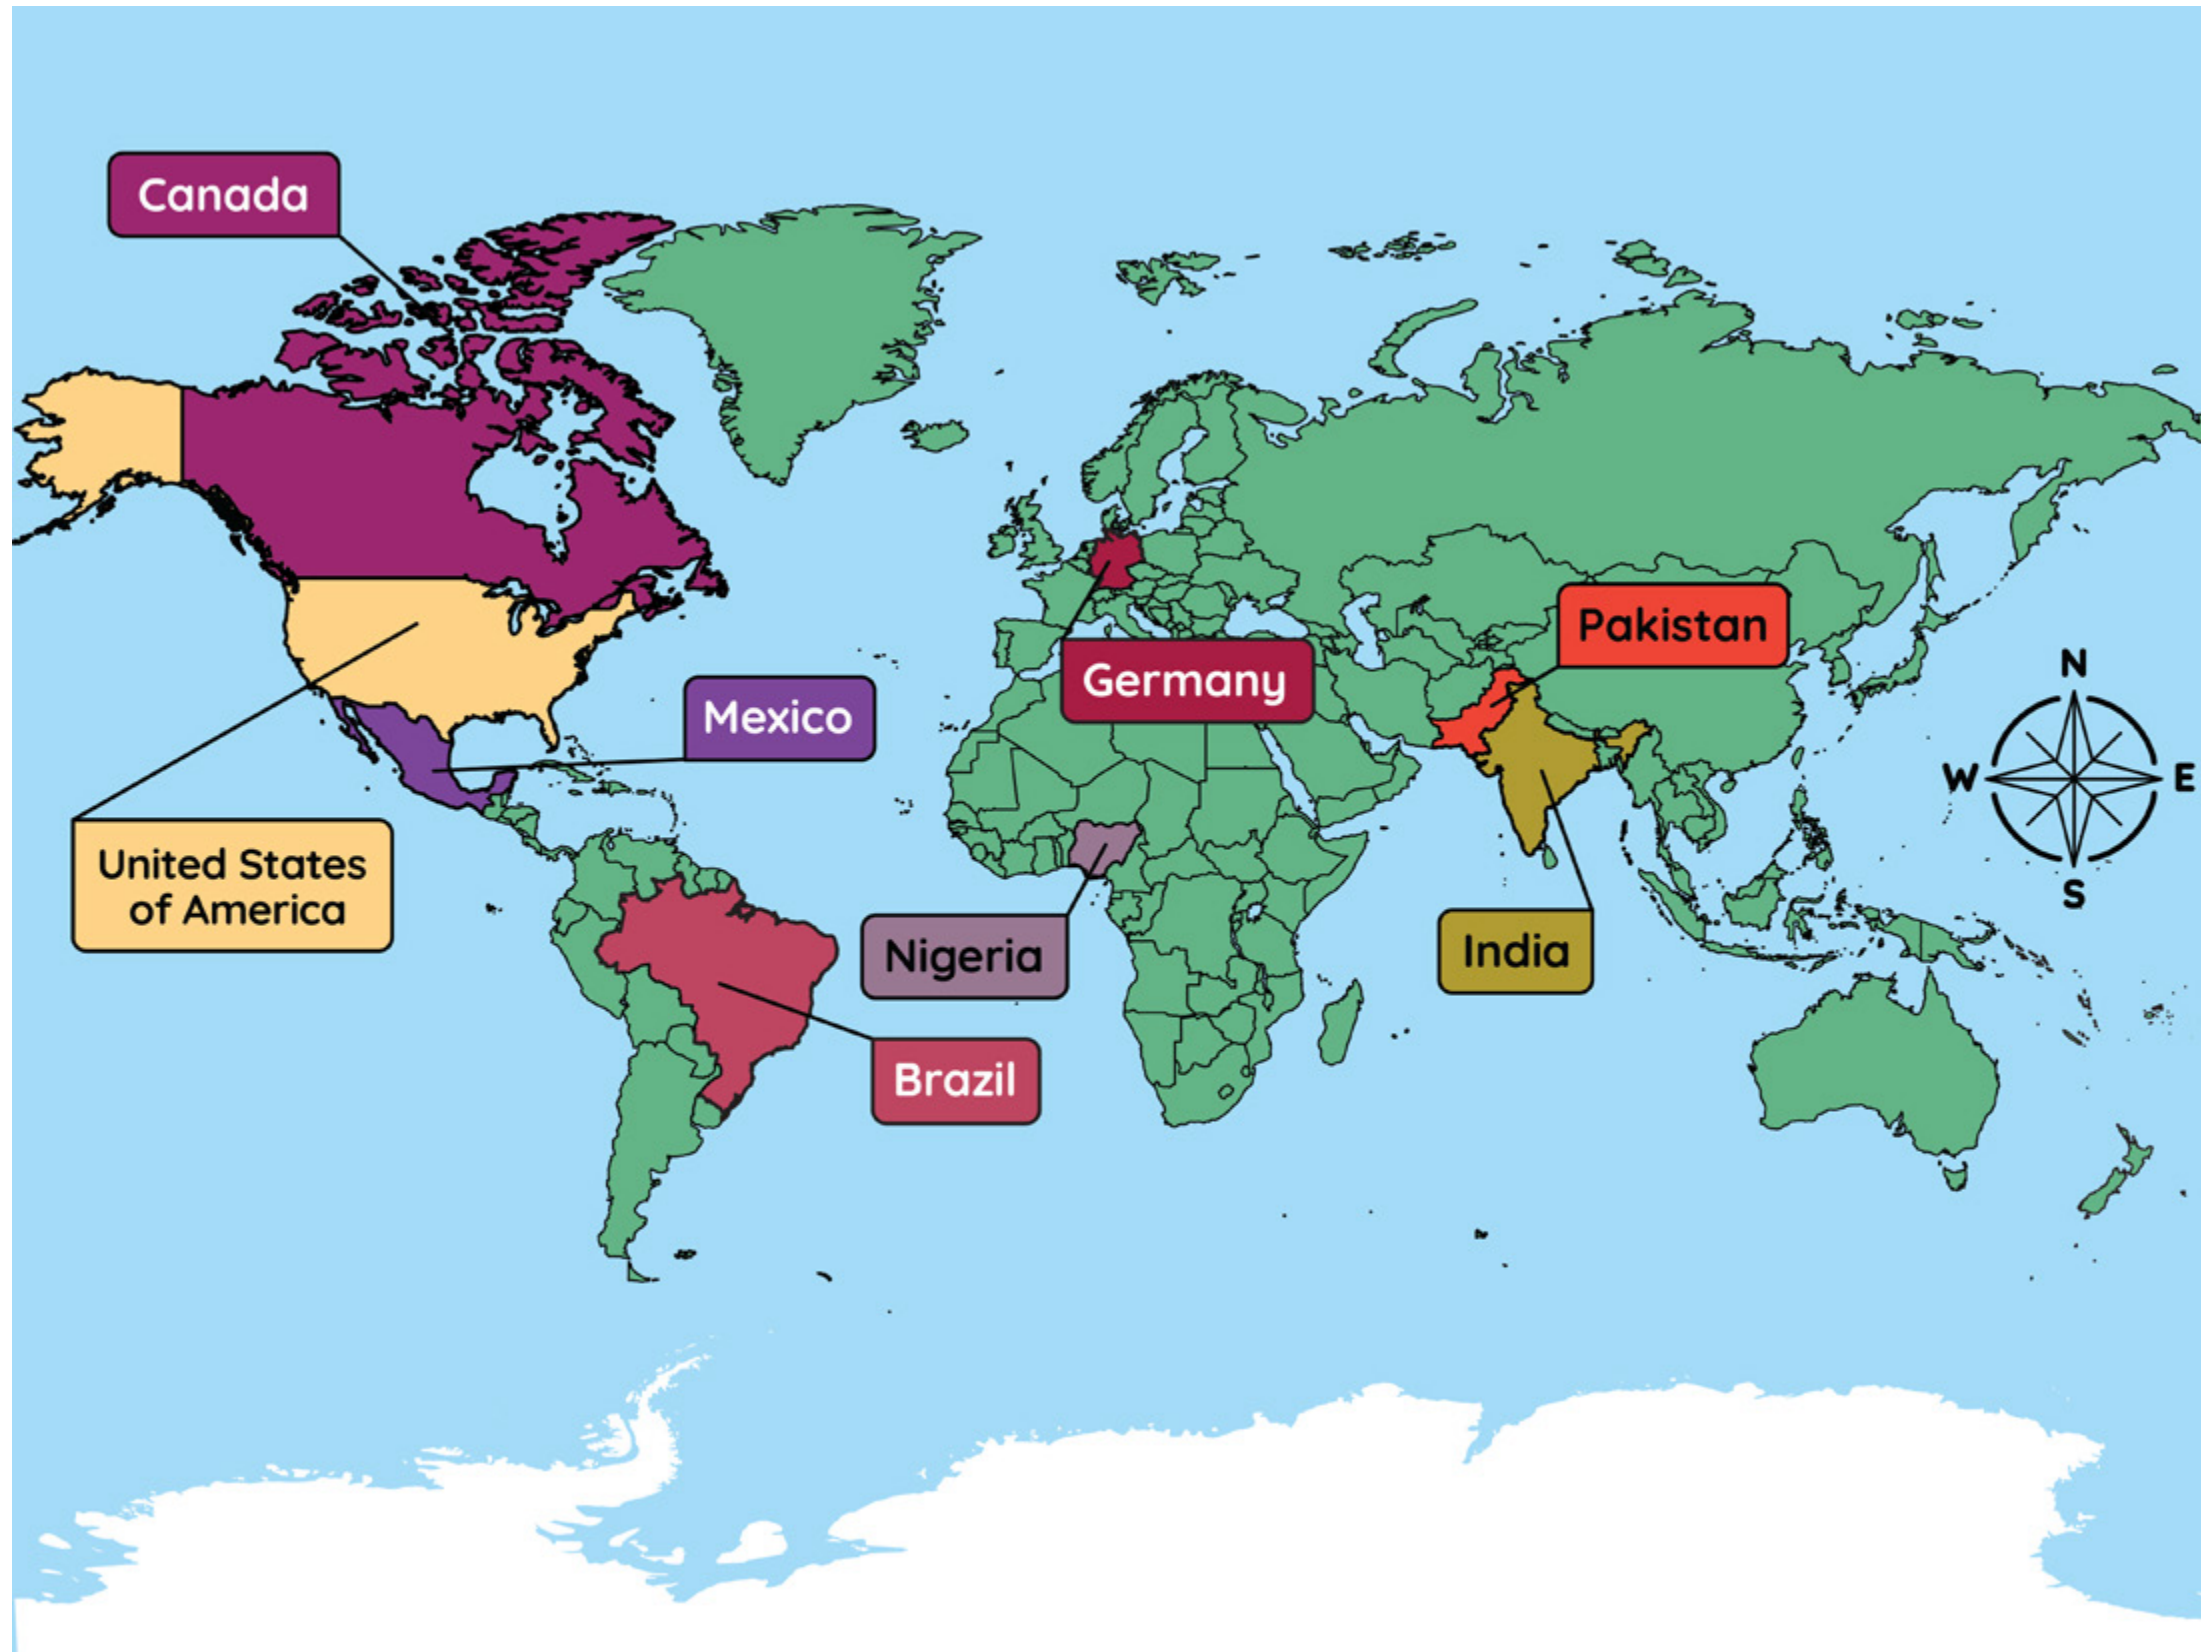 Canada
Pakistan
Germany
Mexico
United States
of America
Nigeria
India
Brazil
N
W
E
S